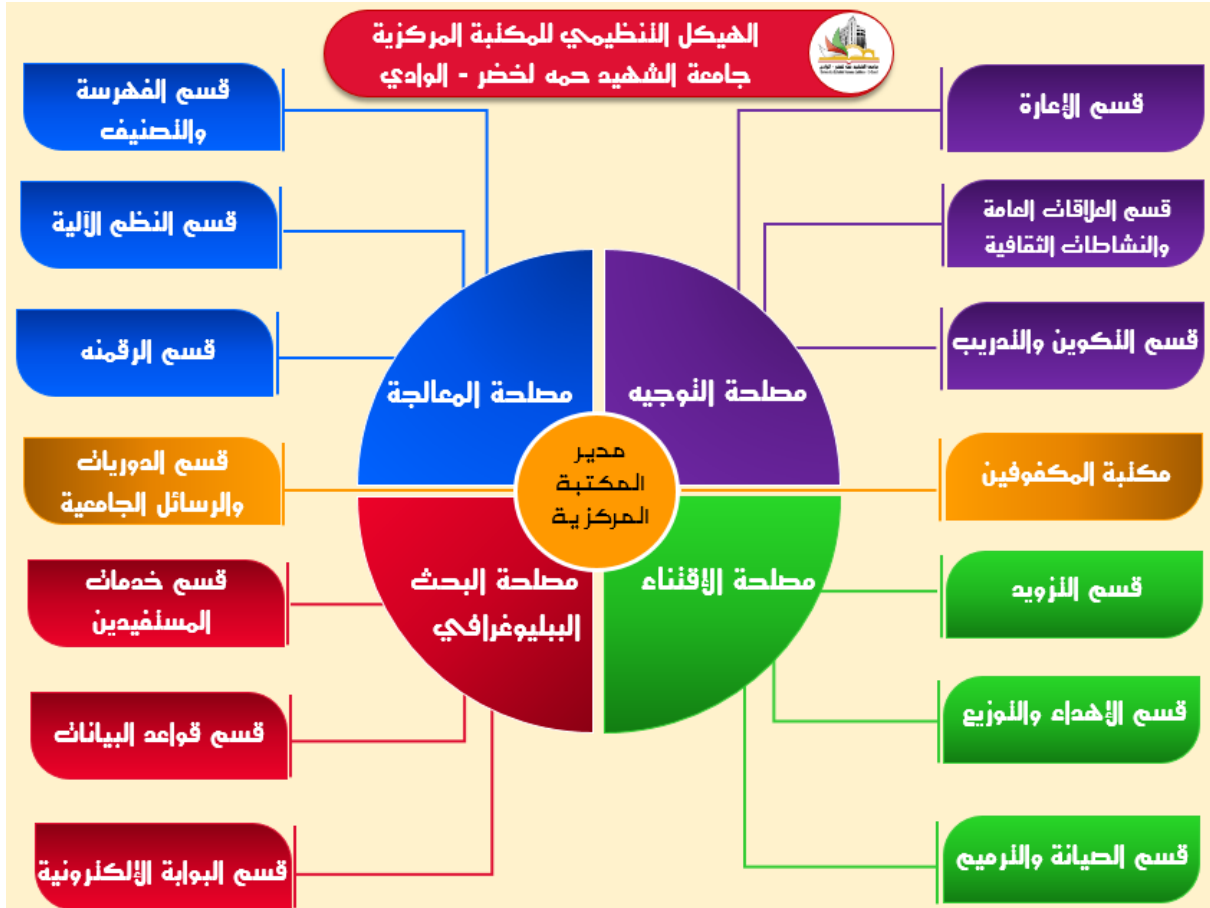 الهيكل التنظيمي للمكتبة المركزية
جامعة الشهيد حمه لخضر - الوادي
قسم الإعارة
قسم العلاقات العامة
والنشاطات الثقافية
قسم التكوين والتدريب
مكتبة المكفوفين
قسم التزويد
قسم الإهداء والتوزيع
قسم الصيانة والترميم
مصلحة التوجيه
مصلحة المعالجة
مدير
المكتبة
المركزية
مصلحة الإقتناء
مصلحة البحث
الببليوغرافي
قسم الفهرسة
والتصنيف
قسم النظم الآلية
قسم الرقمنه
قسم الدوريات
والرسائل الجامعية
قسم خدمات
المستفيدين
قسم قواعد البيانات
قسم البوابة الإلكترونية